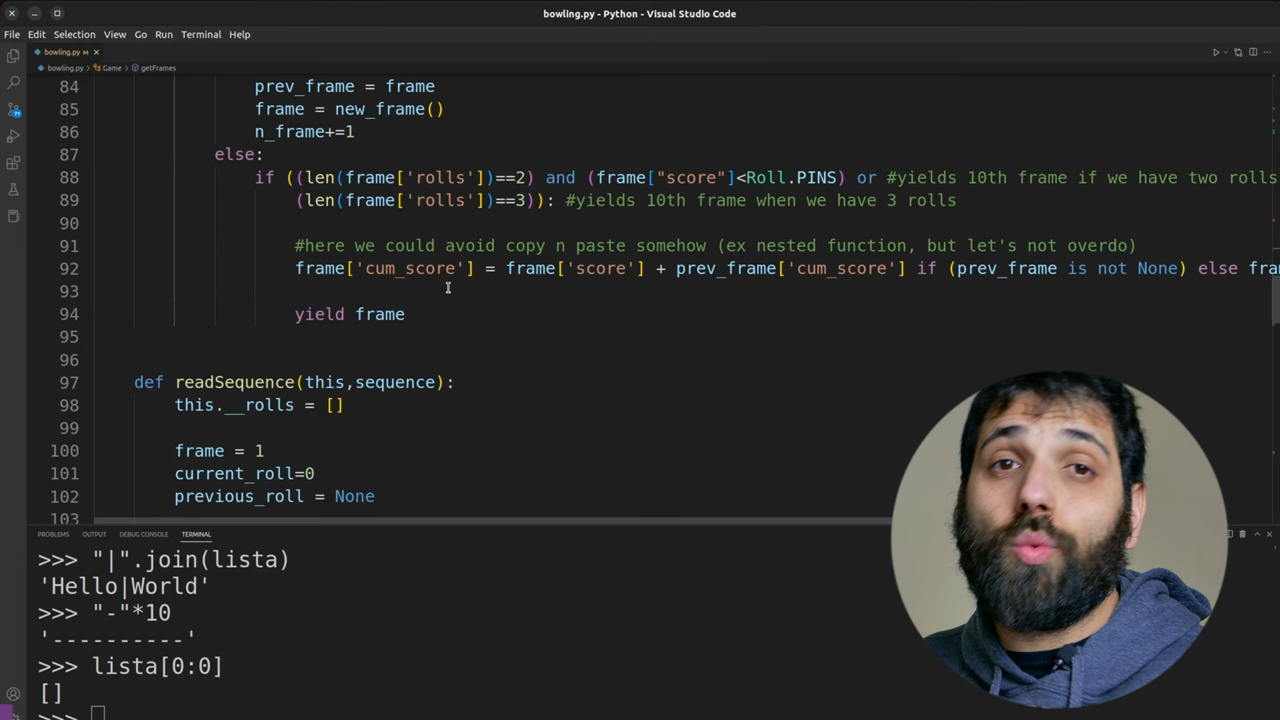 bowling.py - Python - Visual Studio Code
File Edit Selection View Go Run Terminal Help
bowling.py M
bowling.py Game getFrames
84 prev_frame = frame
85 frame = new_frame()
86 n_frame+=1
87 else:
88 if ((len(frame['rolls'])==2) and (frame["score"]<Roll.PINS) or #yields 10th frame if we have two rolls
89 (len(frame['rolls'])==3)): #yields 10th frame when we have 3 rolls
90
91 #here we could avoid copy n paste somehow (ex nested function, but let's not overdo)
92 frame['cum_score'] = frame['score'] + prev_frame['cum_score'] if (prev_frame is not None) else fra
93
94 yield frame
95
96
97 def readSequence(this,sequence):
98 this.__rolls = []
99
100 frame = 1
101 current_roll=0
102 previous_roll = None
103
PROBLEMS OUTPUT DEBUG CONSOLE TERMINAL
>>> "|".join(lista)
'Hello|World'
>>> "-"*10
'----------'
>>> lista[0:0]
[]
>>>